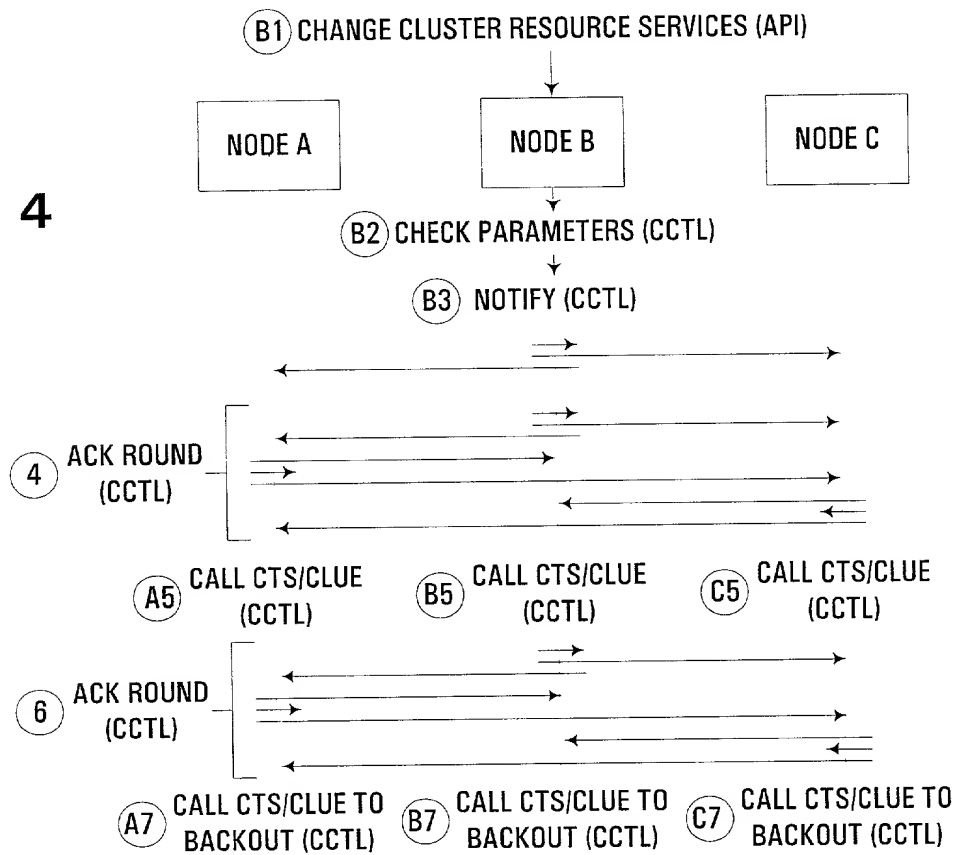 B1 CHANGE CLUSTER RESOURCE SERVICES (API)
NODE A
NODE B
NODE C
4
B2 CHECK PARAMETERS (CCTL)
B3 NOTIFY (CCTL)
4 ACK ROUND
(CCTL)
A5 CALL CTS/CLUE
(CCTL)
B5 CALL CTS/CLUE
(CCTL)
C5 CALL CTS/CLUE
(CCTL)
6 ACK ROUND
(CCTL)
A7 CALL CTS/CLUE TO
BACKOUT (CCTL)
B7 CALL CTS/CLUE TO
BACKOUT (CCTL)
C7 CALL CTS/CLUE TO
BACKOUT (CCTL)